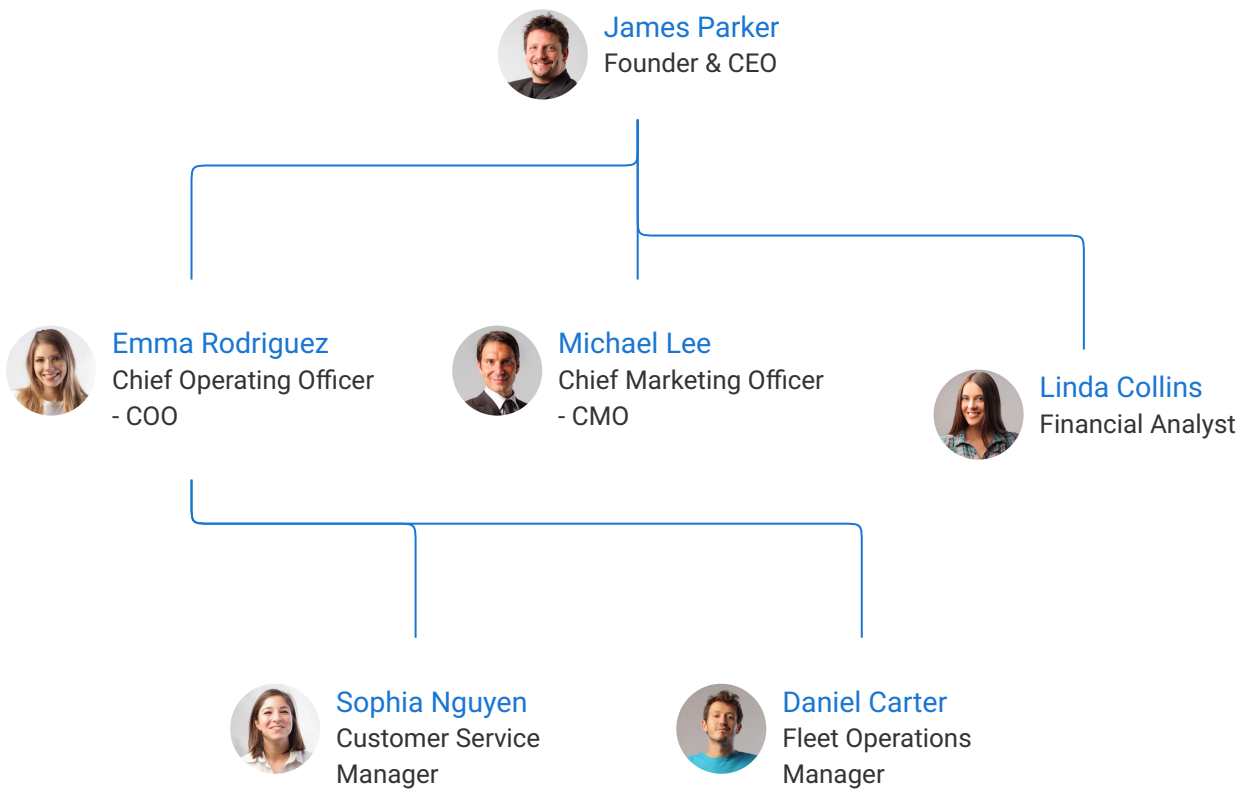 James Parker
Founder & CEO
Emma Rodriguez
Chief Operating Officer
- COO
Michael Lee
Chief Marketing Officer
- CMO
Linda Collins
Financial Analyst
Sophia Nguyen
Customer Service
Manager
Daniel Carter
Fleet Operations
Manager